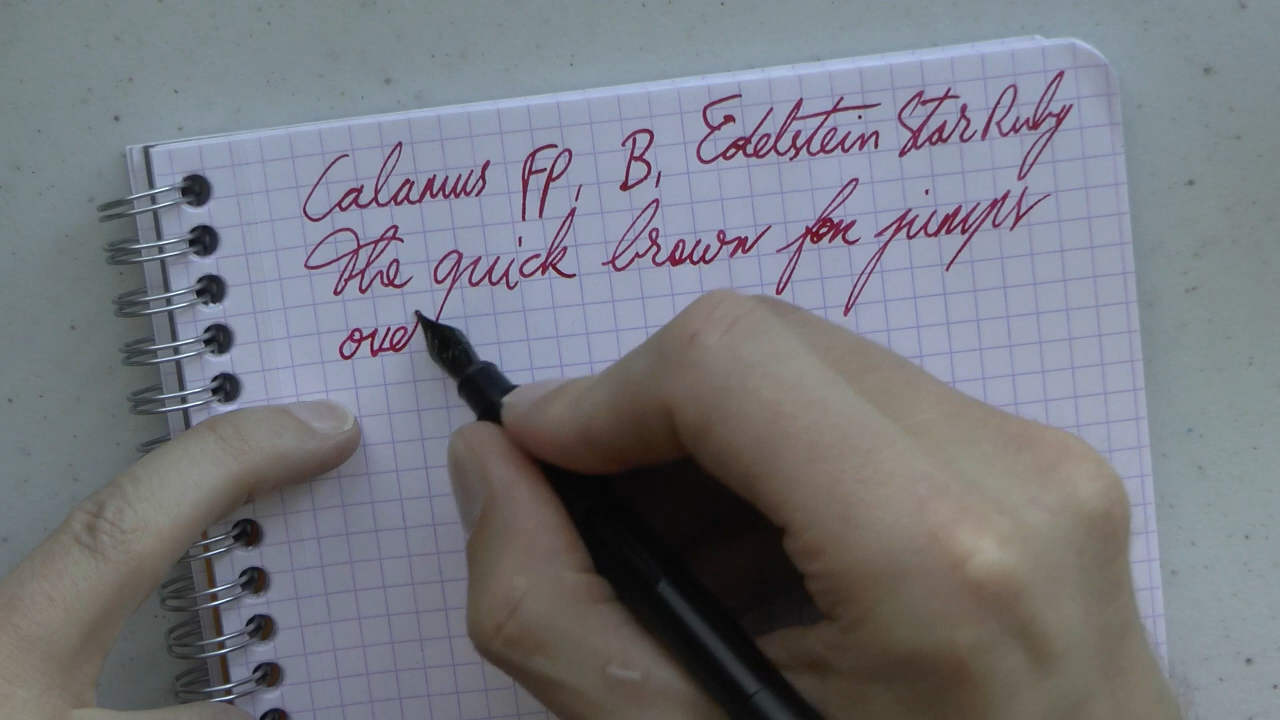 Calamus FP, B, Edelstein Star Ruby
The quick brown fox jumps
over